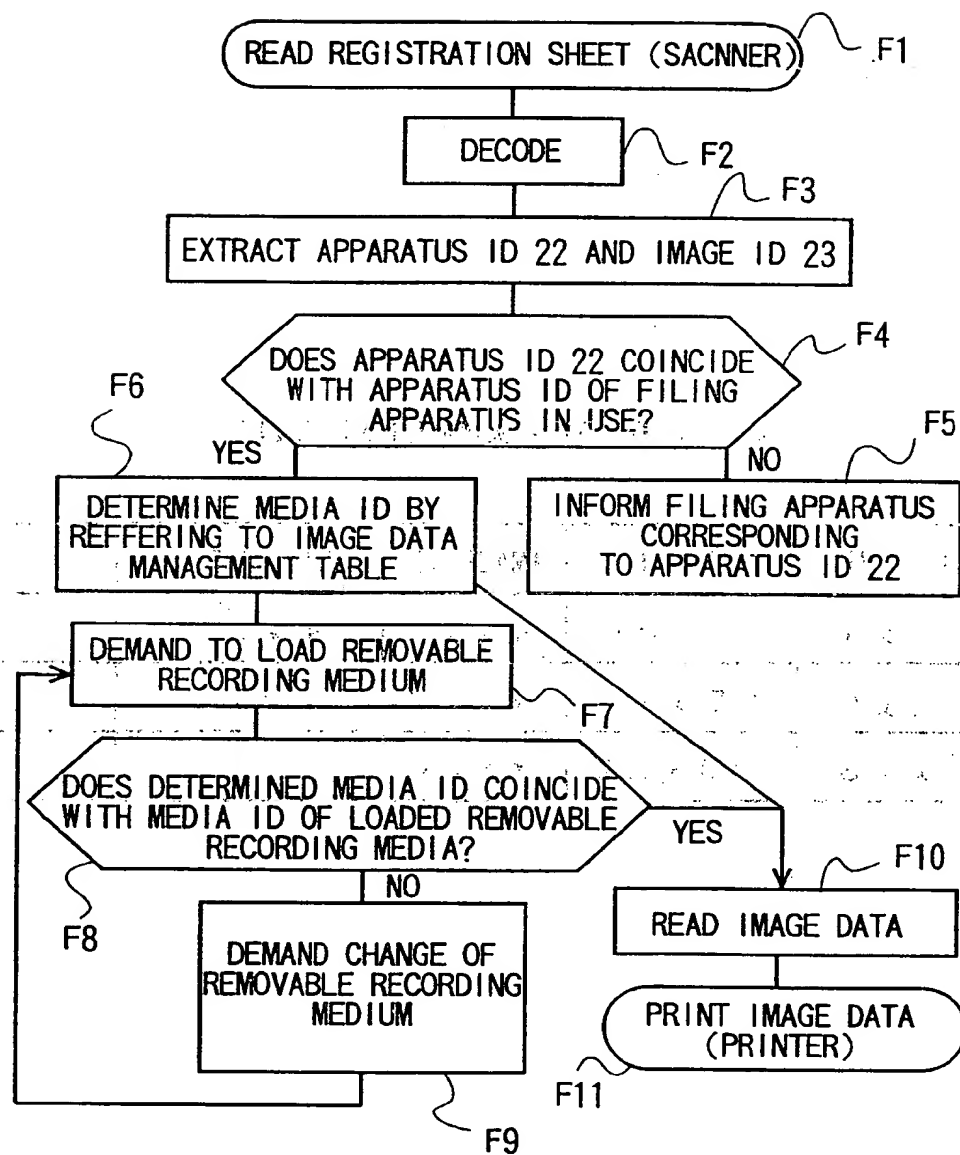 READ REGISTRATION SHEET (SACNNER)
F1
DECODE
F2
F3
EXTRACT APPARATUS ID 22 AND IMAGE ID 23
F4
DOES APPARATUS ID 22 COINCIDE
WITH APPARATUS ID OF FILING
APPARATUS IN USE?
F6
YES
NO
F5
DETERMINE MEDIA ID BY
REFFERING TO IMAGE DATA
MANAGEMENT TABLE
INFORM FILING APPARATUS
CORRESPONDING
TO APPARATUS ID 22
DEMAND TO LOAD REMOVABLE
RECORDING MEDIUM
F7
DOES DETERMINED MEDIA ID COINCIDE
WITH MEDIA ID OF LOADED REMOVABLE
RECORDING MEDIA?
YES
F8
NO
F10
READ IMAGE DATA
DEMAND CHANGE OF
REMOVABLE RECORDING
MEDIUM
PRINT IMAGE DATA
(PRINTER)
F11
F9